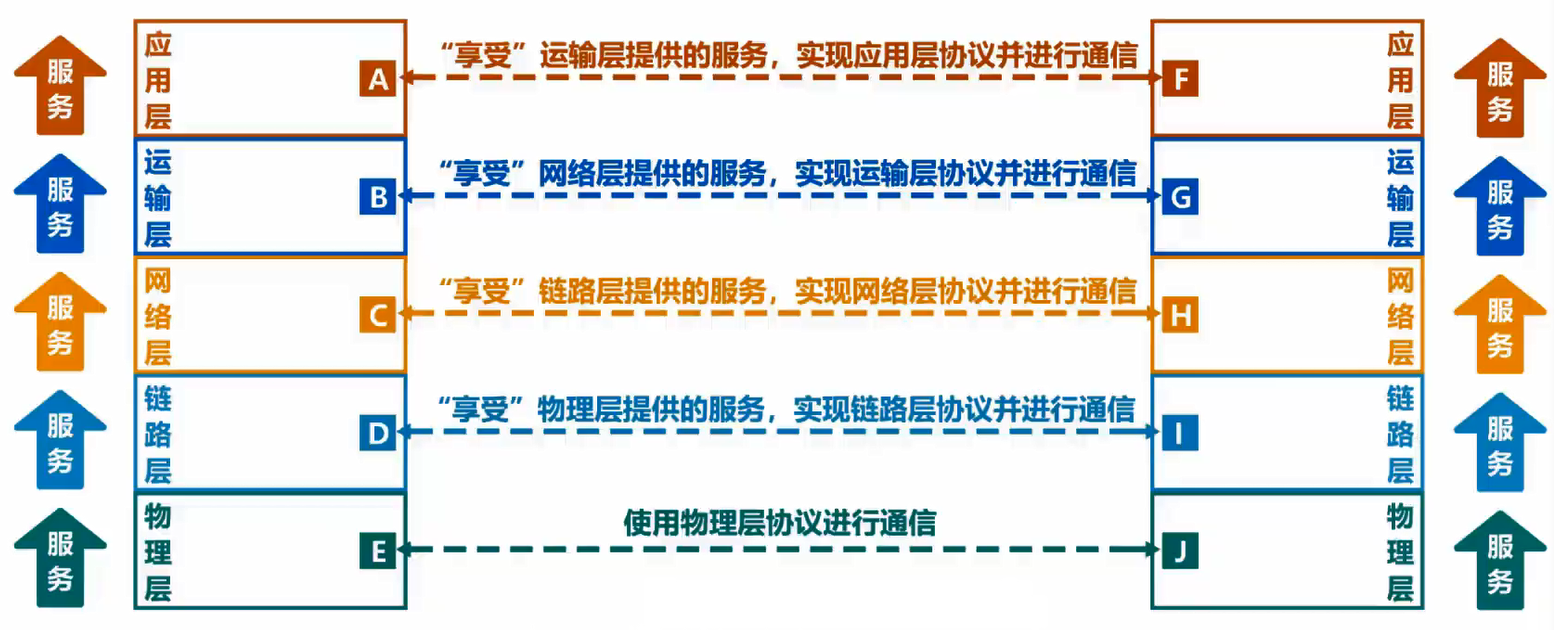 服务
应用层
A
“享受”运输层提供的服务，实现应用层协议并进行通信
F
应用层
服务
服务
运输层
B
“享受”网络层提供的服务，实现运输层协议并进行通信
G
运输层
服务
服务
网络层
C
“享受”链路层提供的服务，实现网络层协议并进行通信
H
网络层
服务
服务
链路层
D
“享受”物理层提供的服务，实现链路层协议并进行通信
I
链路层
服务
服务
物理层
E
使用物理层协议进行通信
J
物理层
服务